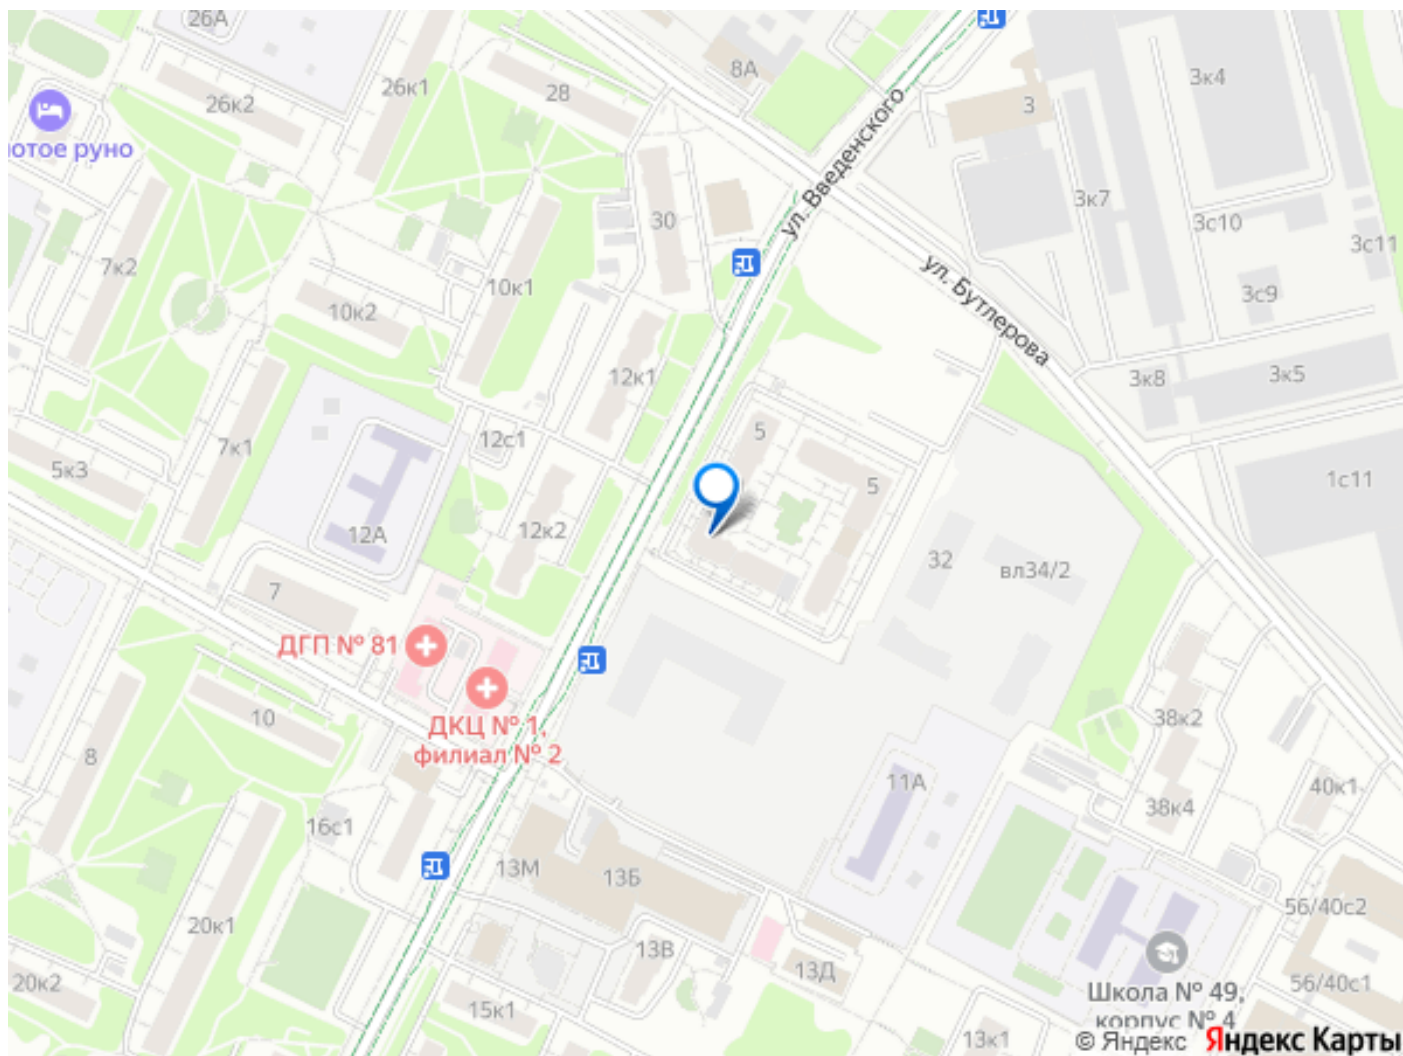 26А
8А
3к4
26к2
26к1
28
3
отое руно
ул. Введенского
30
3к7
3с10
3с11
7к2
10к1
10к2
ул. Бутлерова
3с9
12к1
3к8
3к5
7к1
12с1
5
5к3
5
1с11
12А
12к2
32
вл34/2
7
ДГП № 81
10
ДКЦ № 1,
филиал № 2
38к2
8
11А
40к1
38к4
16с1
13М
13Б
20к1
56/40с2
13В
13Д
20к2
56/40с1
15к1
Школа № 49,
корпус № 4
13к1
© Яндекс Яндекс Карты